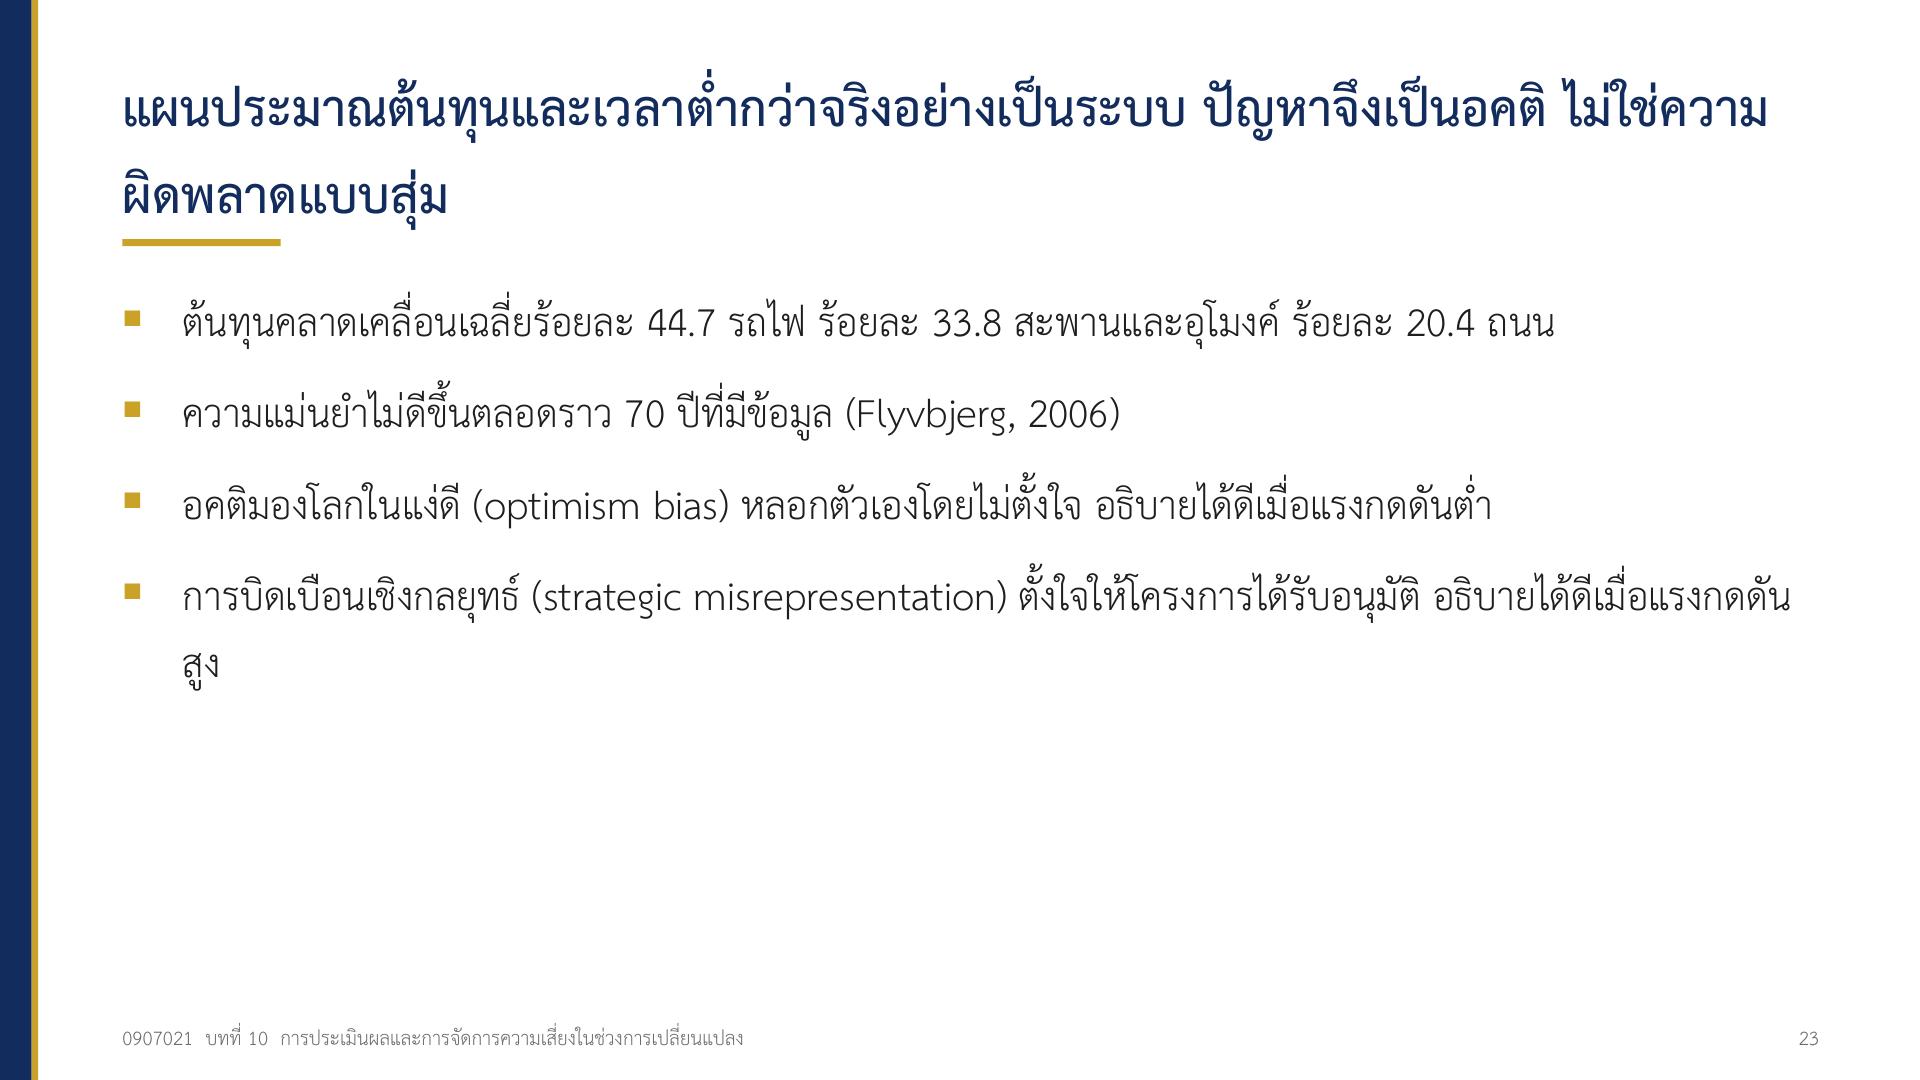 แผนประมาณต้นทุนและเวลาต่ำกว่าจริงอย่างเป็นระบบ ปัญหาจึงเป็นอคติ ไม่ใช่ความ
ผิดพลาดแบบสุ่ม
ต้นทุนคลาดเคลื่อนเฉลี่ยร้อยละ 44.7 รถไฟ ร้อยละ 33.8 สะพานและอุโมงค์ ร้อยละ 20.4 ถนน
ความแม่นยำไม่ดีขึ้นตลอดราว 70 ปีที่มีข้อมูล (Flyvbjerg, 2006)
อคติมองโลกในแง่ดี (optimism bias) หลอกตัวเองโดยไม่ตั้งใจ อธิบายได้ดีเมื่อแรงกดดันต่ำ
การบิดเบือนเชิงกลยุทธ์ (strategic misrepresentation) ตั้งใจให้โครงการได้รับอนุมัติ อธิบายได้ดีเมื่อแรงกดดัน
สูง
0907021 บทที่ 10 การประเมินผลและการจัดการความเสี่ยงในช่วงการเปลี่ยนแปลง
23